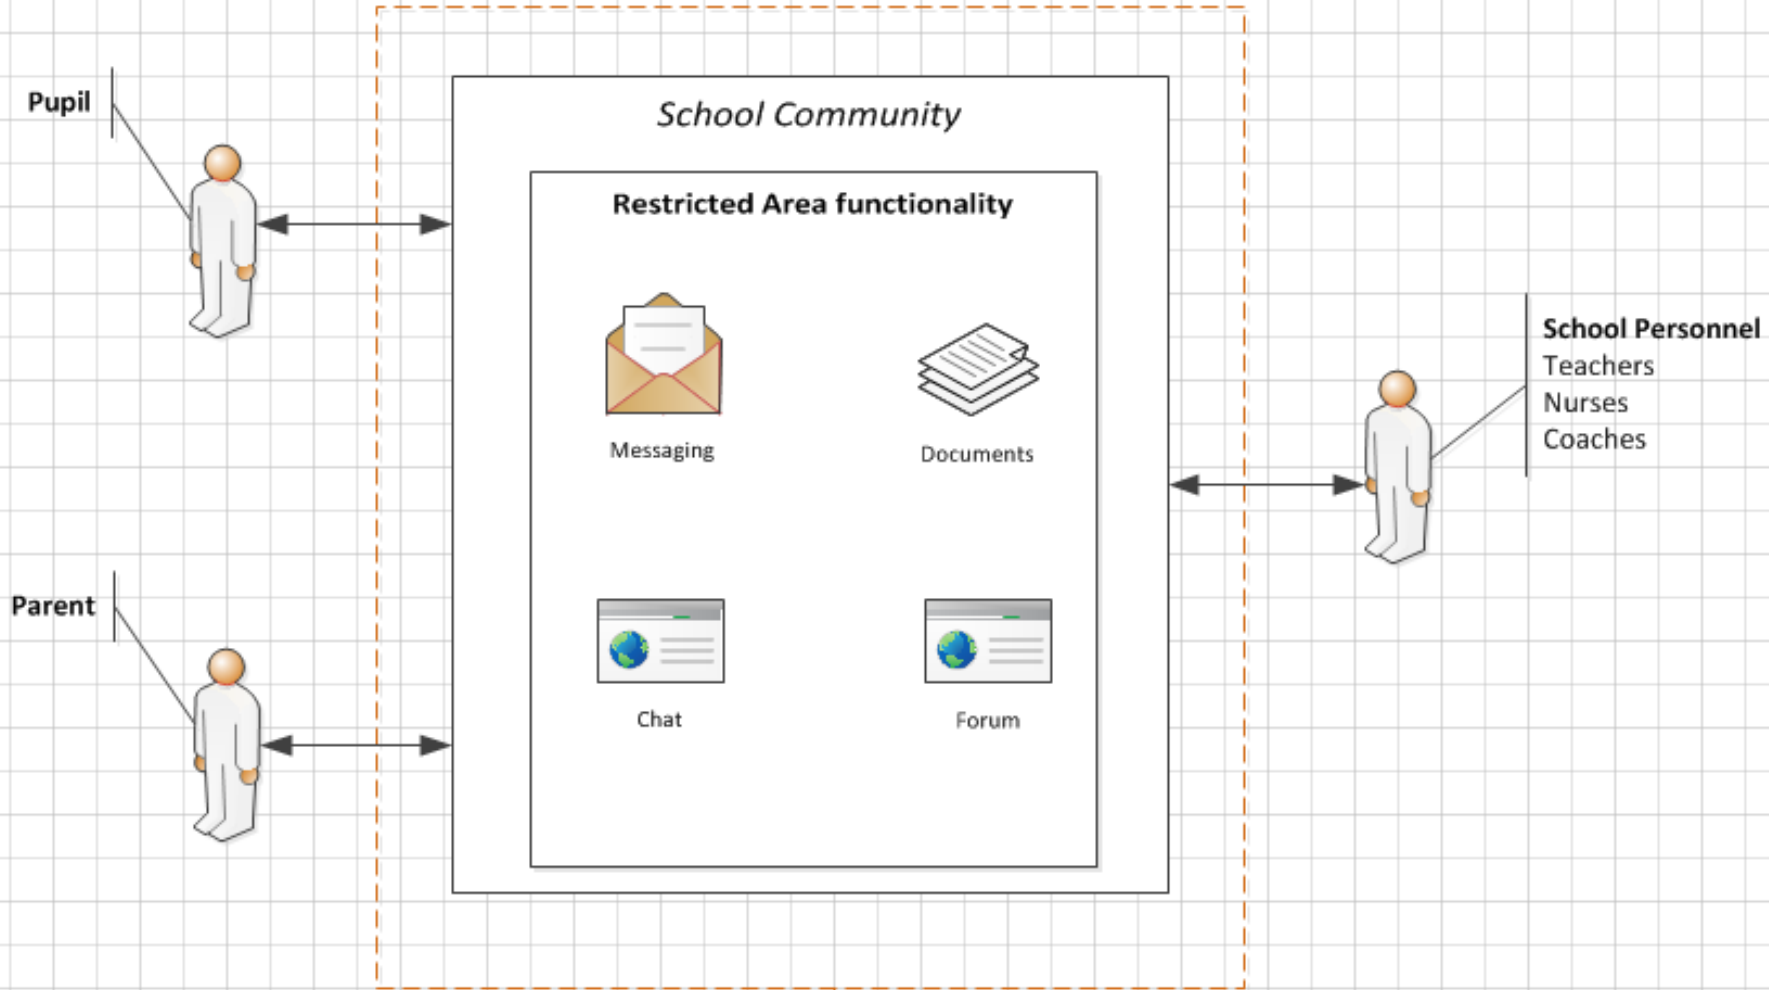 Pupil
School Community
Restricted Area functionality
Messaging
Documents
School Personnel
Teachers
Nurses
Coaches
Parent
Chat
Forum